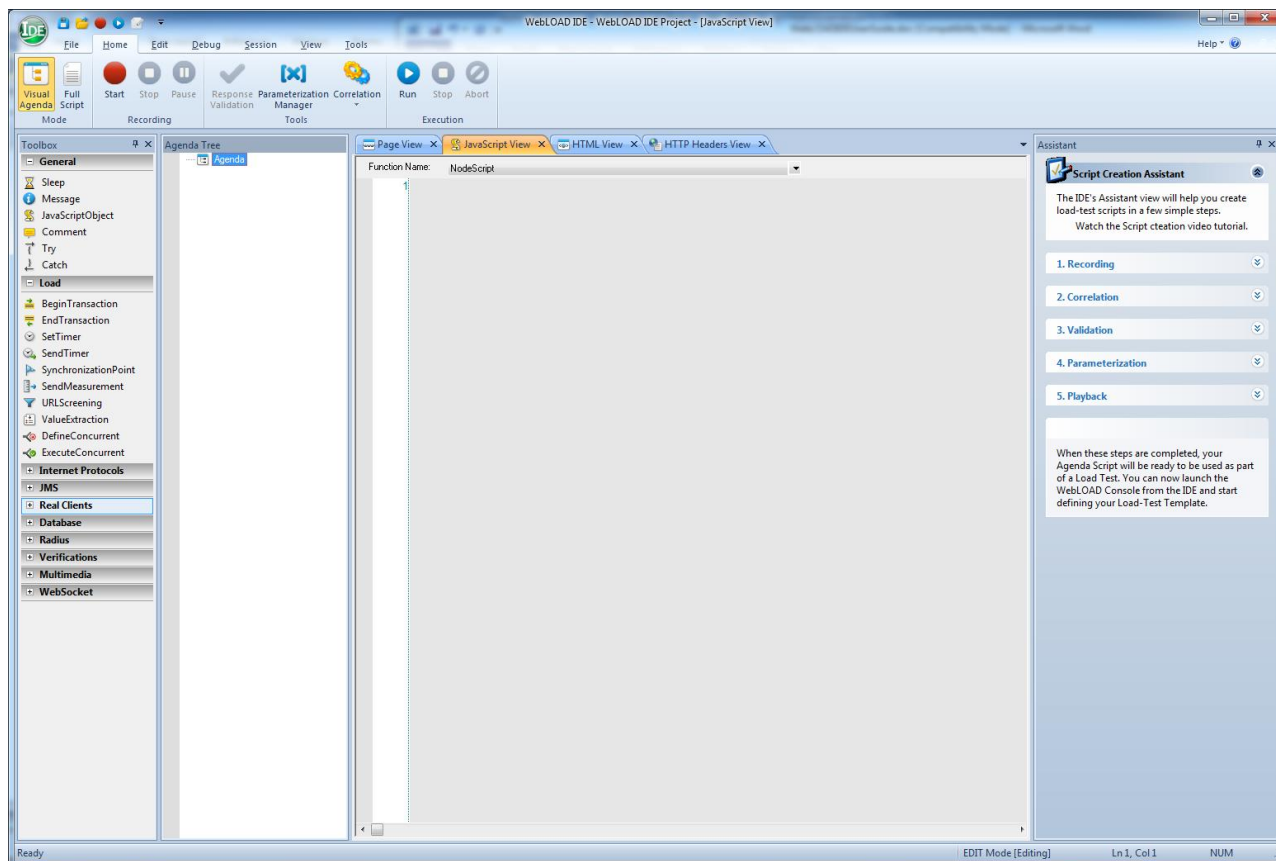 WebLOAD IDE - WebLOAD IDE Project - [JavaScript View]
IDE
File Home Edit Debug Session View Tools Help
Visual Agenda
Full Script
Start Stop Pause
Response Validation
Parameterization Manager
Correlation
Run Stop Abort
Mode Recording Tools Execution
Toolbox
General
Sleep
Message
JavaScriptObject
Comment
Try
Catch
Load
BeginTransaction
EndTransaction
SetTimer
SendTimer
SynchronizationPoint
SendMeasurement
URLScreening
ValueExtraction
DefineConcurrent
ExecuteConcurrent
Internet Protocols
JMS
Real Clients
Database
Radius
Verifications
Multimedia
WebSocket
Agenda Tree
Agenda
Page View X JavaScript View X HTML View X HTTP Headers View X
Function Name: NodeScript
1
Assistant
Script Creation Assistant
The IDE's Assistant view will help you create
load-test scripts in a few simple steps.
Watch the Script cteation video tutorial.
1. Recording
2. Correlation
3. Validation
4. Parameterization
5. Playback
When these steps are completed, your
Agenda Script will be ready to be used as part
of a Load Test. You can now launch the
WebLOAD Console from the IDE and start
defining your Load-Test Template.
Ready EDIT Mode [Editing] Ln 1, Col 1 NUM